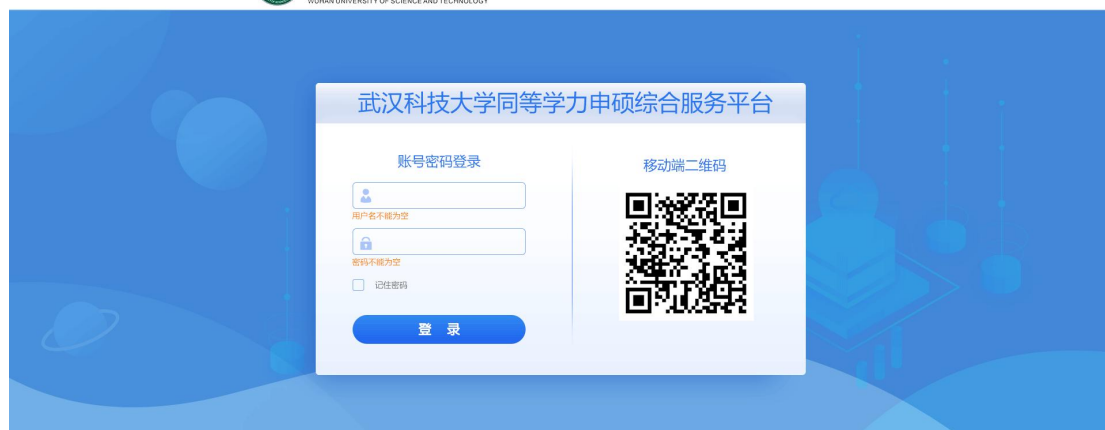 WUHAN UNIVERSITY OF SCIENCE AND TECHNOLOGY
武汉科技大学同等学力申硕综合服务平台
账号密码登录
用户名不能为空
密码不能为空
记住密码
登 录
移动端二维码